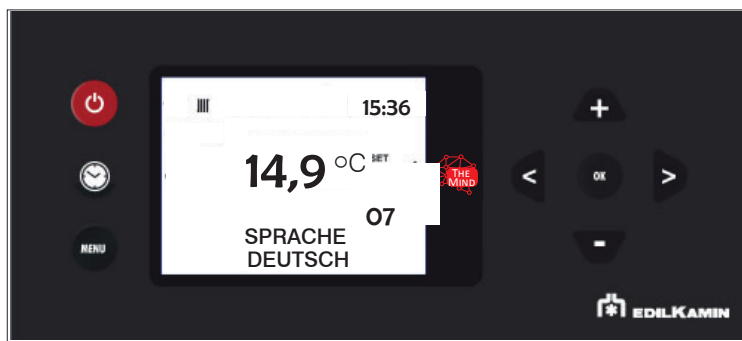 15:36
14,9 °C
SET
THE
MIND
07
SPRACHE
DEUTSCH
MENU
OK
+
<
>
-
EDILKAMIN